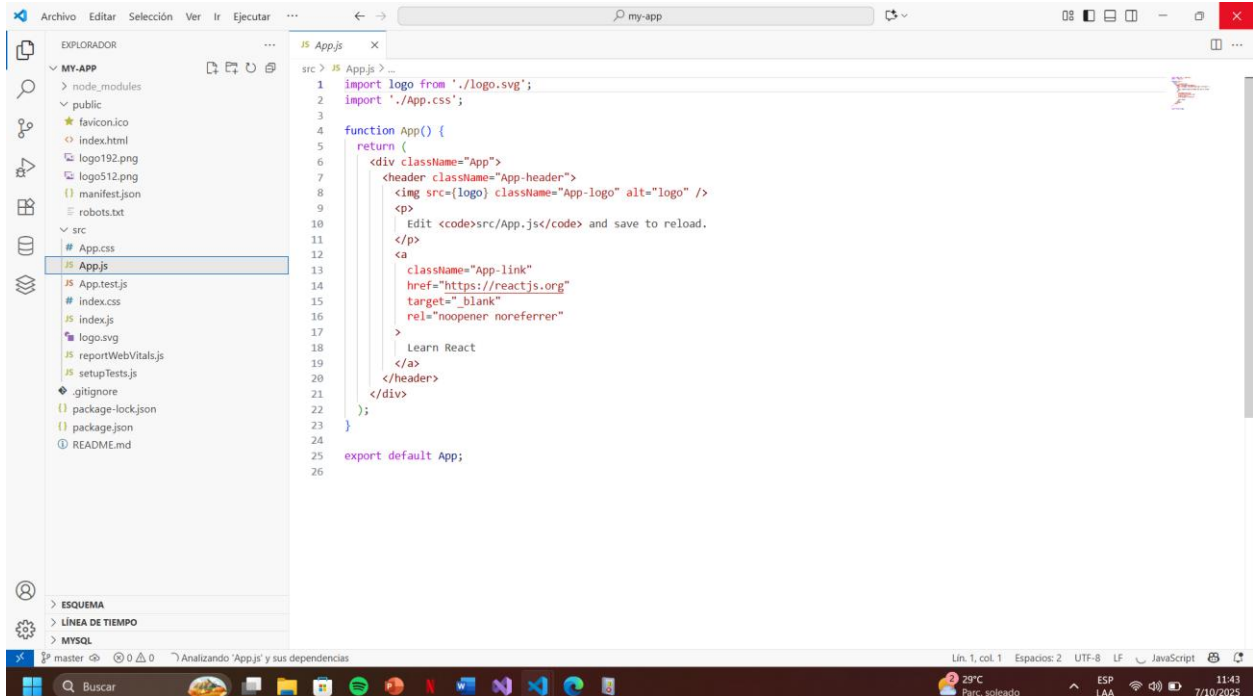 Archivo Editar Selección Ver Ir Ejecutar ···
my-app
EXPLORADOR ···
MY-APP
node_modules
public
favicon.ico
index.html
logo192.png
logo512.png
manifest.json
robots.txt
src
App.css
App.js
App.test.js
index.css
index.js
logo.svg
reportWebVitals.js
setupTests.js
.gitignore
package-lock.json
package.json
README.md
ESQUEMA
LÍNEA DE TIEMPO
MYSQL
JS App.js
src > JS App.js > ...
1 import logo from './logo.svg';
2 import './App.css';
3
4 function App() {
5 return (
6 <div className="App">
7 <header className="App-header">
8 <img src={logo} className="App-logo" alt="logo" />
9 <p>
10 Edit <code>src/App.js</code> and save to reload.
11 </p>
12 <a
13 className="App-link"
14 href="https://reactjs.org"
15 target="_blank"
16 rel="noopener noreferrer"
17 >
18 Learn React
19 </a>
20 </header>
21 </div>
22 );
23 }
24
25 export default App;
26
master 0 0 Analizando 'App.js' y sus dependencias
Lín. 1, col. 1 Espacios: 2 UTF-8 LF JavaScript
Buscar
2 29°C
Parc. soleado
ESP
LAA
11:43
7/10/2025